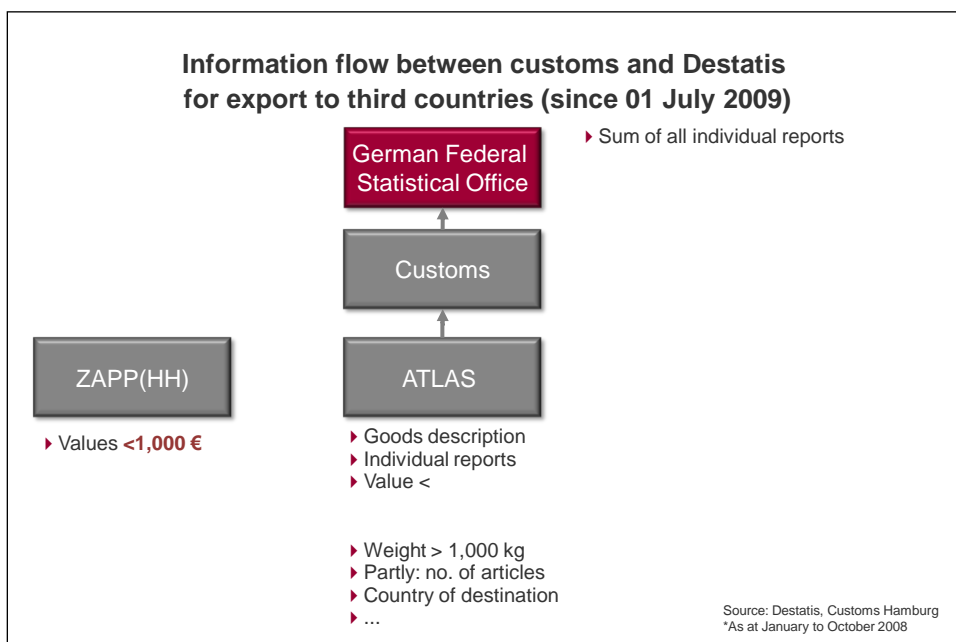 Information flow between customs and Destatis
for export to third countries (since 01 July 2009)
German Federal
Statistical Office
Sum of all individual reports
Customs
ZAPP(HH)
ATLAS
Values <1,000 €
Goods description
Individual reports
Value <
Weight > 1,000 kg
Partly: no. of articles
Country of destination
...
Source: Destatis, Customs Hamburg
*As at January to October 2008